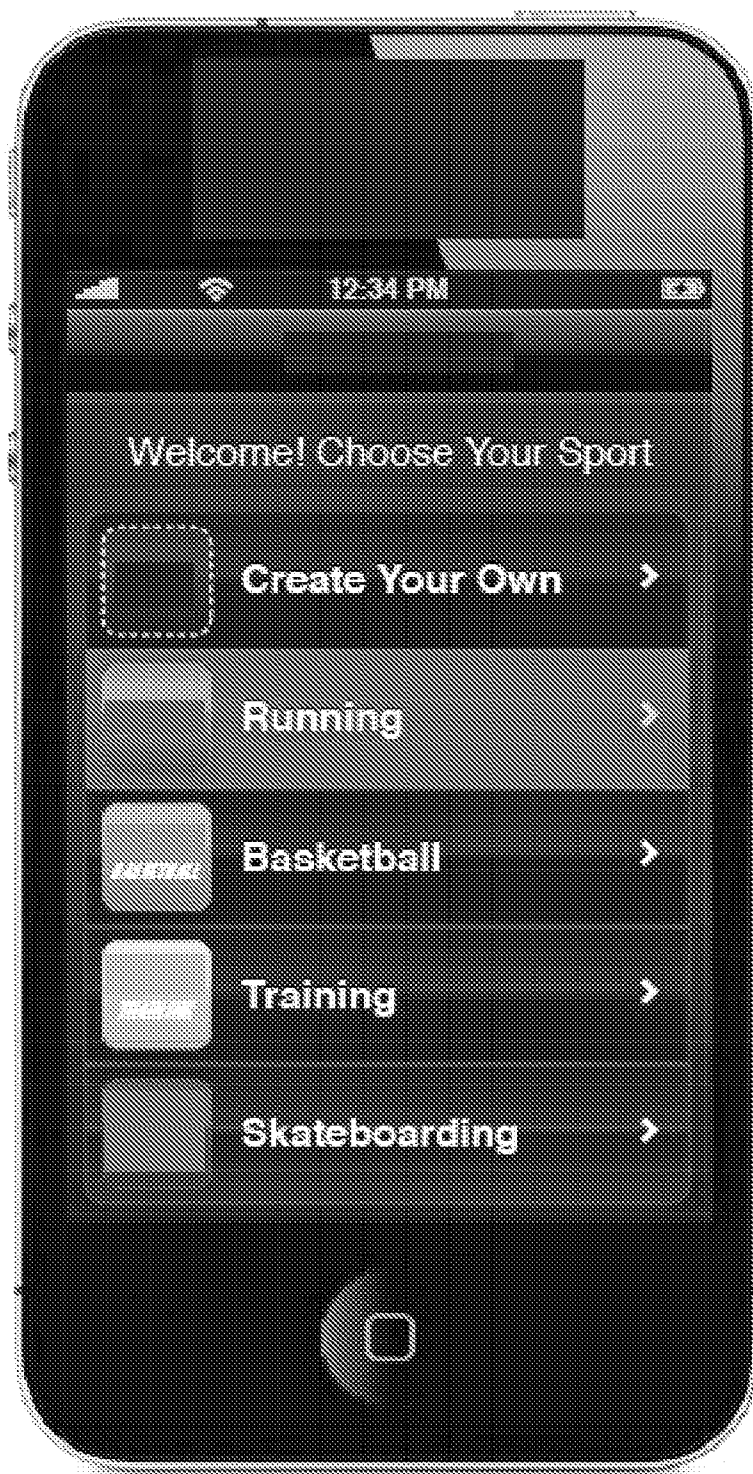 12:34 PM
Welcome! Choose Your Sport
Create Your Own
Running
Basketball
Training
Skateboarding